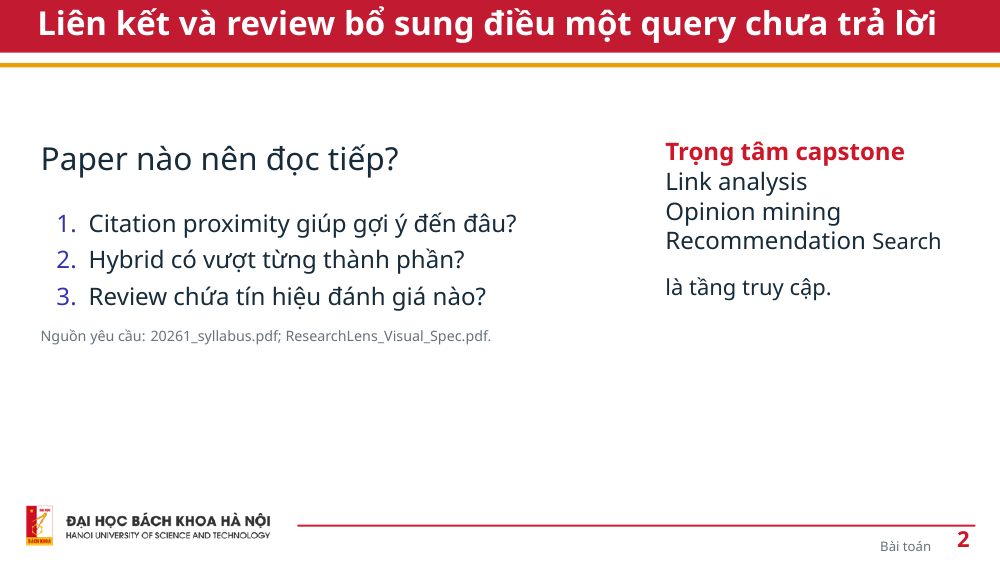 Liên kết và review bổ sung điều một query chưa trả lời
Paper nào nên đọc tiếp?
1. Citation proximity giúp gợi ý đến đâu?
2. Hybrid có vượt từng thành phần?
3. Review chứa tín hiệu đánh giá nào?
Nguồn yêu cầu: 20261_syllabus.pdf; ResearchLens_Visual_Spec.pdf.
Trọng tâm capstone
Link analysis
Opinion mining
Recommendation Search
là tầng truy cập.
BÁCH KHOA
ĐẠI HỌC BÁCH KHOA HÀ NỘI
HANOI UNIVERSITY OF SCIENCE AND TECHNOLOGY
Bài toán
2